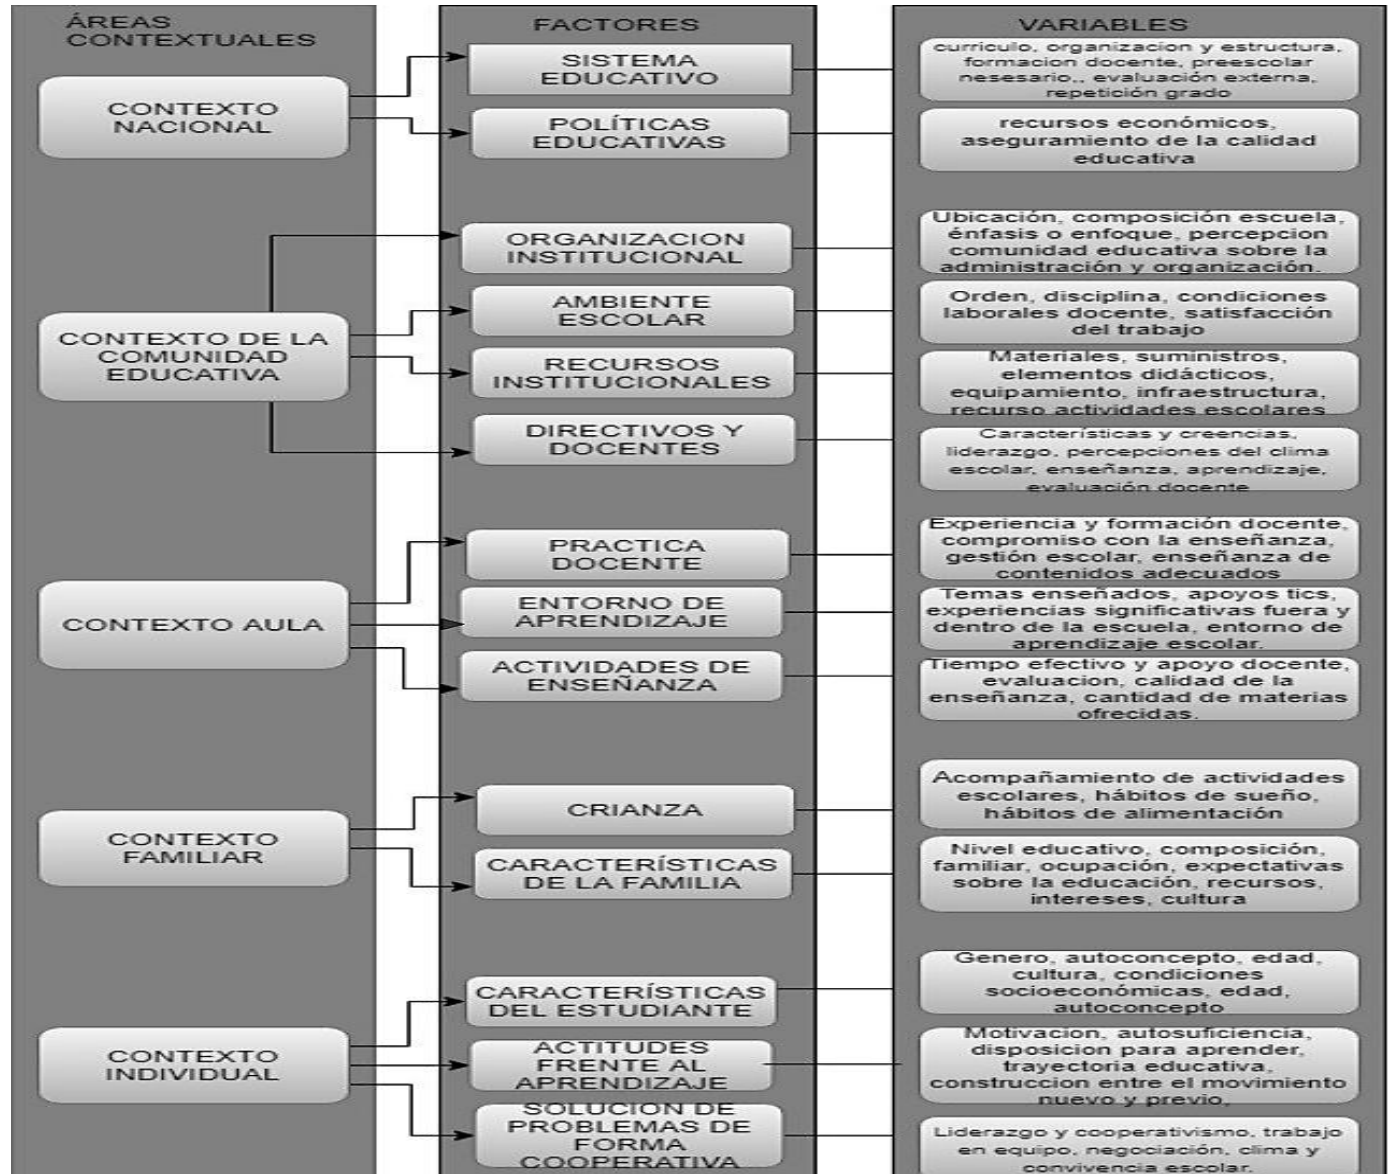 ÁREAS
CONTEXTUALES
FACTORES
VARIABLES
CONTEXTO
NACIONAL
SISTEMA
EDUCATIVO
curriculo, organizacion y estructura,
formacion docente, preescolar
nesesario,, evaluación externa,
repetición grado
POLÍTICAS
EDUCATIVAS
recursos económicos,
aseguramiento de la calidad
educativa
CONTEXTO DE LA
COMUNIDAD
EDUCATIVA
ORGANIZACION
INSTITUCIONAL
Ubicación, composición escuela,
énfasis o enfoque, percepcion
comunidad educativa sobre la
administración y organización.
AMBIENTE
ESCOLAR
Orden, disciplina, condiciones
laborales docente, satisfacción
del trabajo
RECURSOS
INSTITUCIONALES
Materiales, suministros,
elementos didácticos,
equipamiento, infraestructura,
recurso actividades escolares
DIRECTIVOS Y
DOCENTES
Características y creencias,
liderazgo, percepciones del clima
escolar, enseñanza, aprendizaje,
evaluación docente
CONTEXTO AULA
PRACTICA
DOCENTE
Experiencia y formación docente,
compromiso con la enseñanza,
gestión escolar, enseñanza de
contenidos adecuados
ENTORNO DE
APRENDIZAJE
Temas enseñados, apoyos tics,
experiencias significativas fuera y
dentro de la escuela, entorno de
aprendizaje escolar.
ACTIVIDADES DE
ENSEÑANZA
Tiempo efectivo y apoyo docente,
evaluacion, calidad de la
enseñanza, cantidad de materias
ofrecidas.
CONTEXTO
FAMILIAR
CRIANZA
Acompañamiento de actividades
escolares, hábitos de sueño,
hábitos de alimentación
CARACTERÍSTICAS
DE LA FAMILIA
Nivel educativo, composición,
familiar, ocupación, expectativas
sobre la educación, recursos,
intereses, cultura
CONTEXTO
INDIVIDUAL
CARACTERÍSTICAS
DEL ESTUDIANTE
Genero, autoconcepto, edad,
cultura, condiciones
socioeconómicas, edad,
autoconcepto
ACTITUDES
FRENTE AL
APRENDIZAJE
Motivacion, autosuficiencia,
disposicion para aprender,
trayectoria educativa,
construccion entre el movimiento
nuevo y previo,
SOLUCION DE
PROBLEMAS DE
FORMA
COOPERATIVA
Liderazgo y cooperativismo, trabajo
en equipo, negociación, clima y
convivencia escolar.